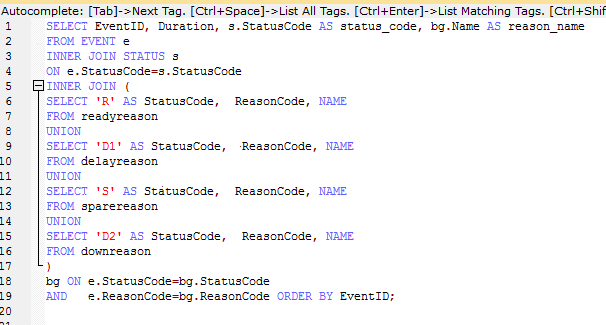 Autocomplete: [Tab]->Next Tag. [Ctrl+Space]->List All Tags. [Ctrl+Enter]->List Matching Tags. [Ctrl+Shif
1 SELECT EventID, Duration, s.StatusCode AS status_code, bg.Name AS reason_name
2 FROM EVENT e
3 INNER JOIN STATUS s
4 ON e.StatusCode=s.StatusCode
5 INNER JOIN (
6 SELECT 'R' AS StatusCode,  ReasonCode, NAME
7 FROM readyreason
8 UNION
9 SELECT 'D1' AS StatusCode,  ReasonCode, NAME
10 FROM delayreason
11 UNION
12 SELECT 'S' AS StatusCode,  ReasonCode, NAME
13 FROM sparereason
14 UNION
15 SELECT 'D2' AS StatusCode,  ReasonCode, NAME
16 FROM downreason
17 )
18 bg ON e.StatusCode=bg.StatusCode
19 AND   e.ReasonCode=bg.ReasonCode ORDER BY EventID;
20